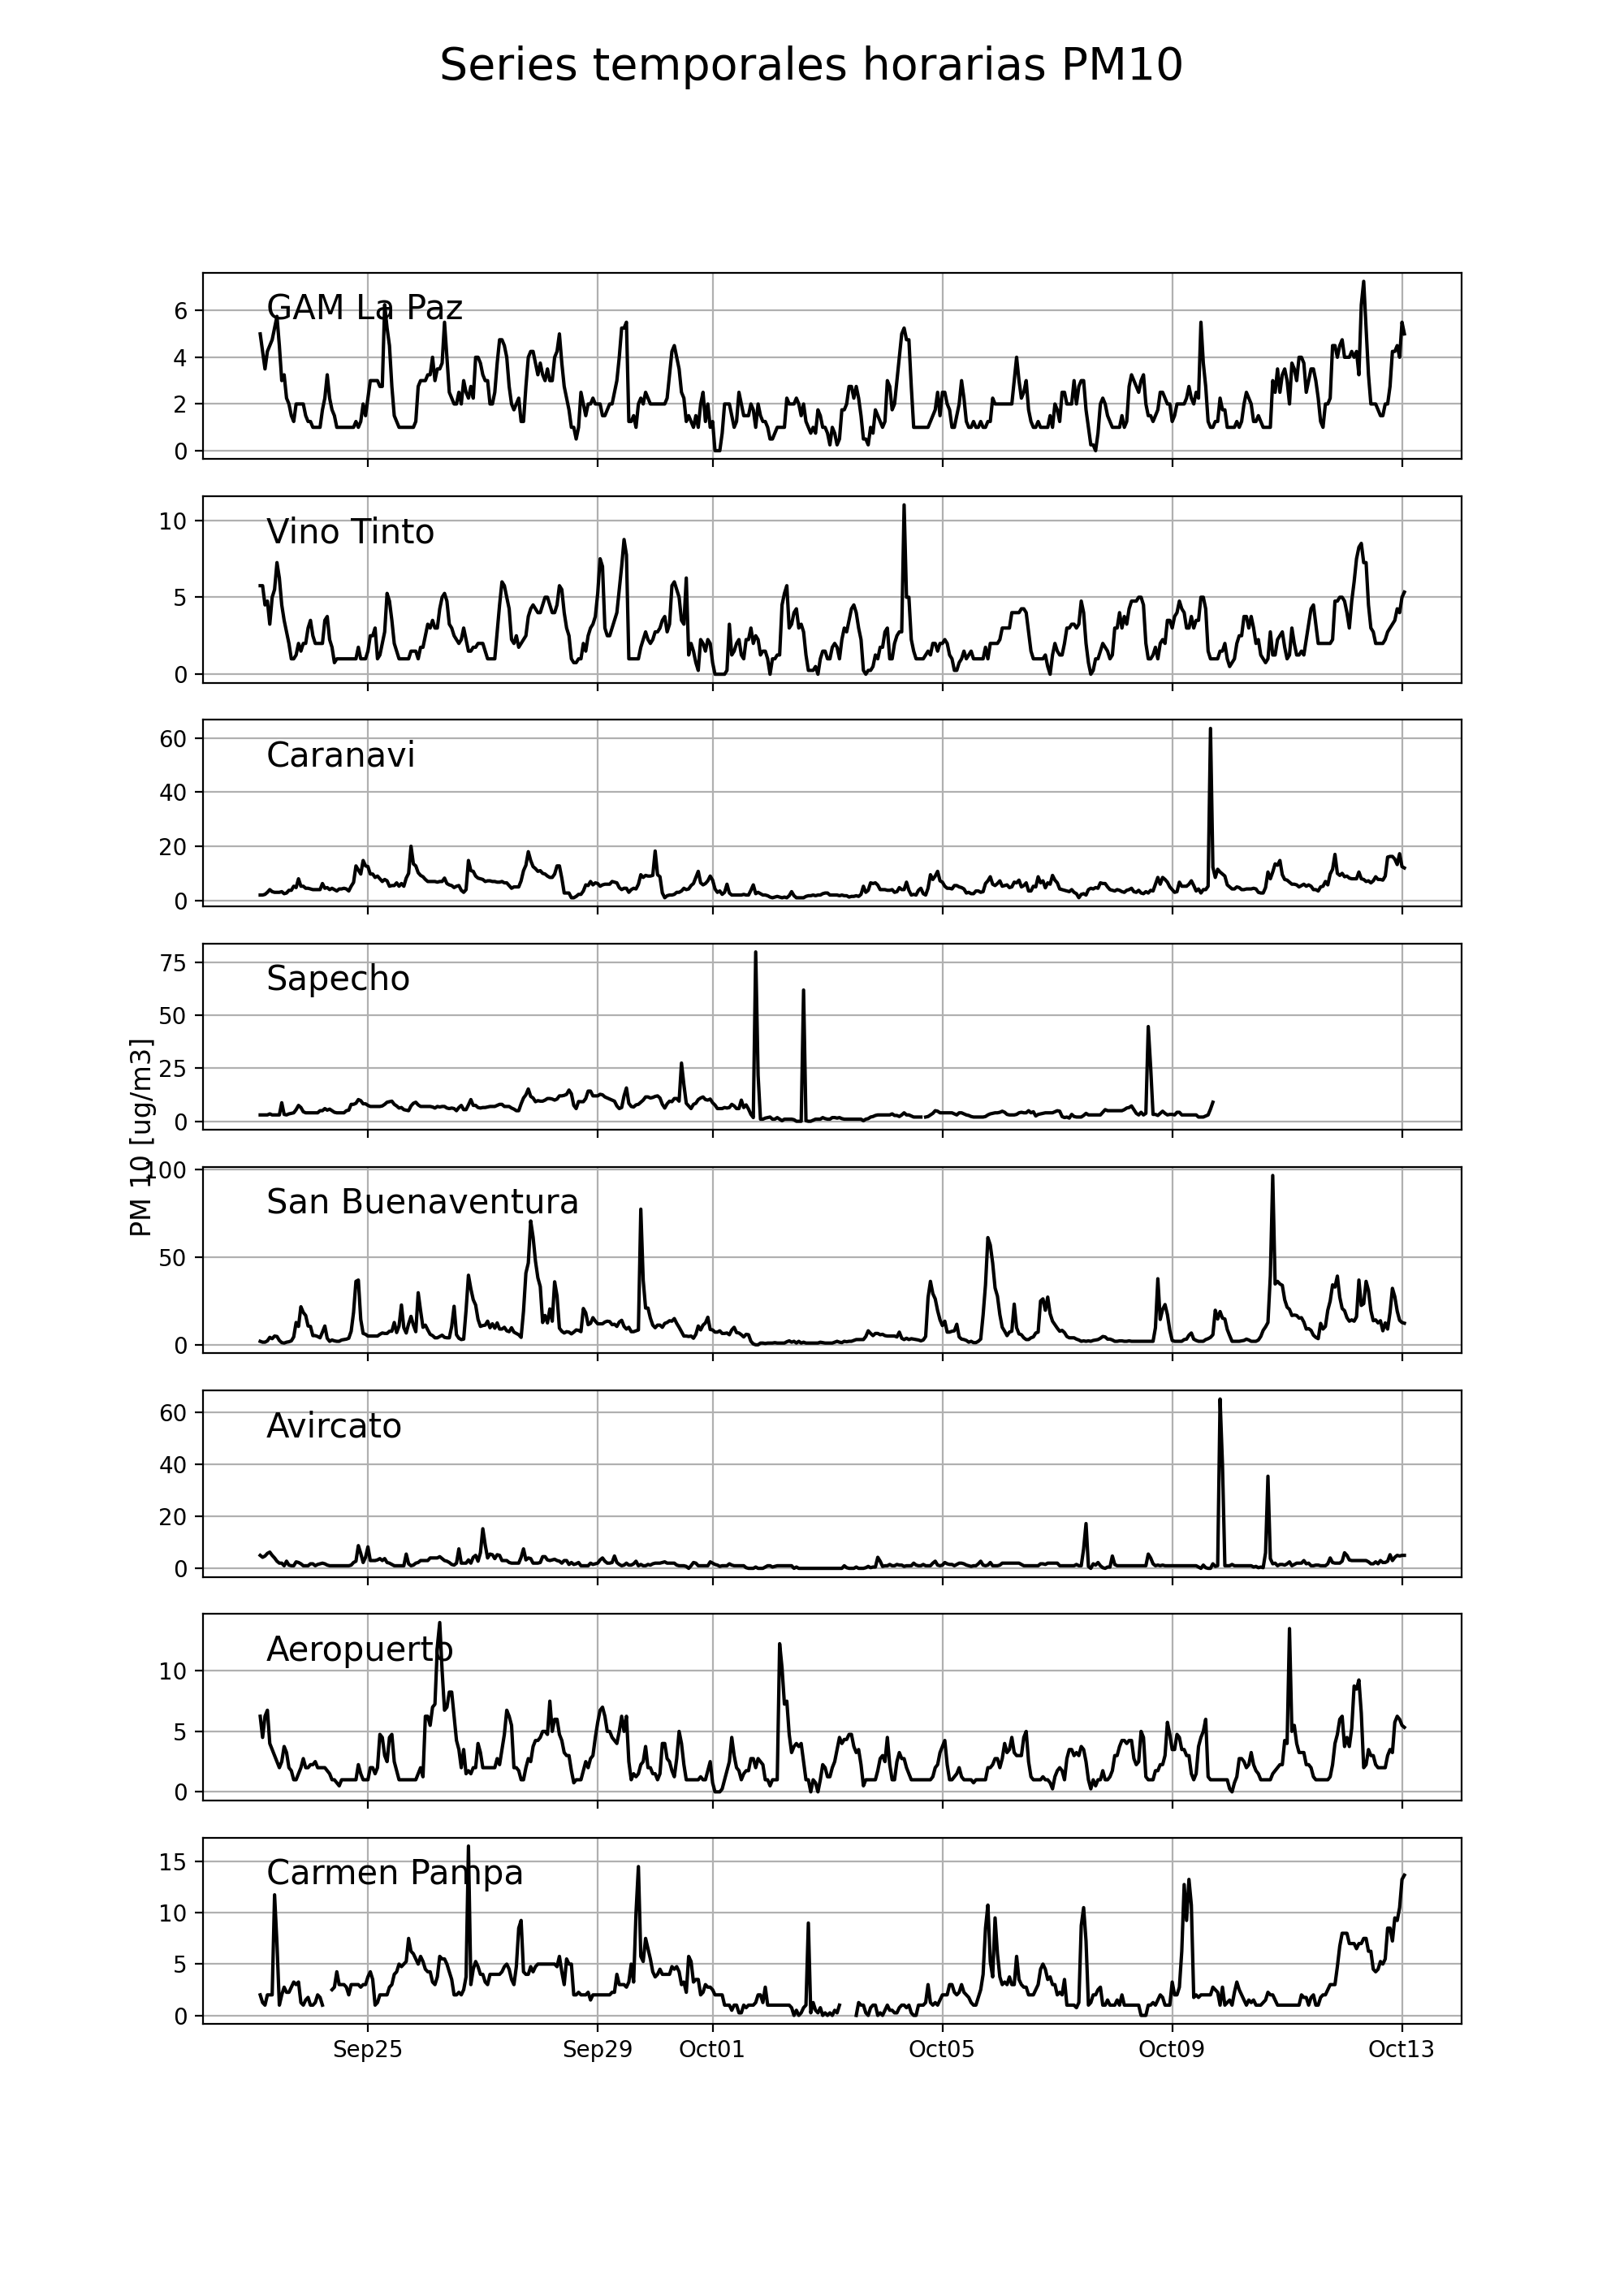 Series temporales horarias PM10
GAM La Paz
6
4
2
0
Vino Tinto
10
5
0
Caranavi
60
40
20
0
Sapecho
75
50
25
0
PM 10 [ug/m3]
San Buenaventura
100
50
0
Avircato
60
40
20
0
Aeropuerto
10
5
0
Carmen Pampa
15
10
5
0
Sep25 Sep29 Oct01 Oct05 Oct09 Oct13